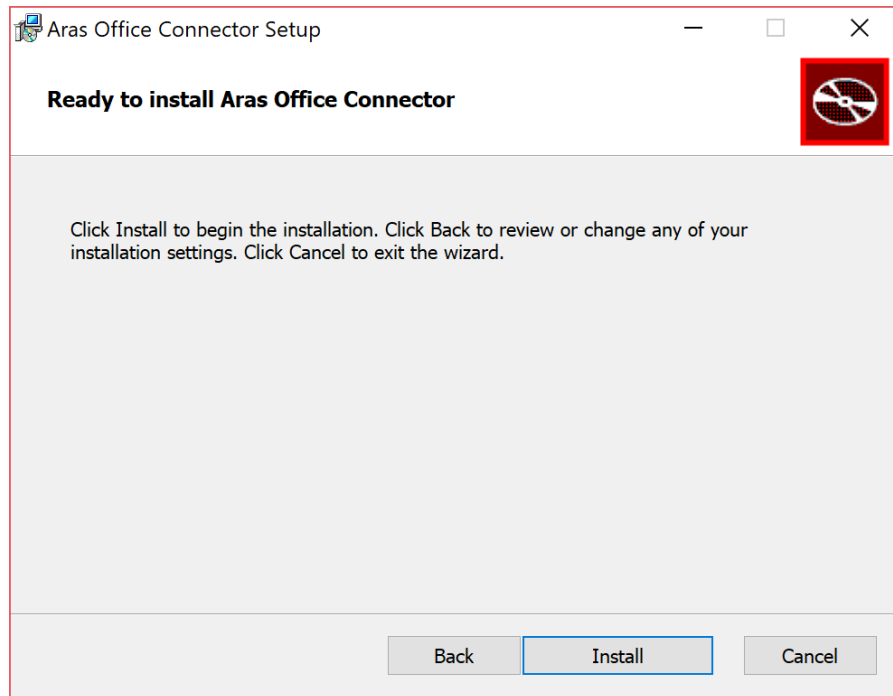 Aras Office Connector Setup
Ready to install Aras Office Connector
Click Install to begin the installation. Click Back to review or change any of your
installation settings. Click Cancel to exit the wizard.
Back Install Cancel